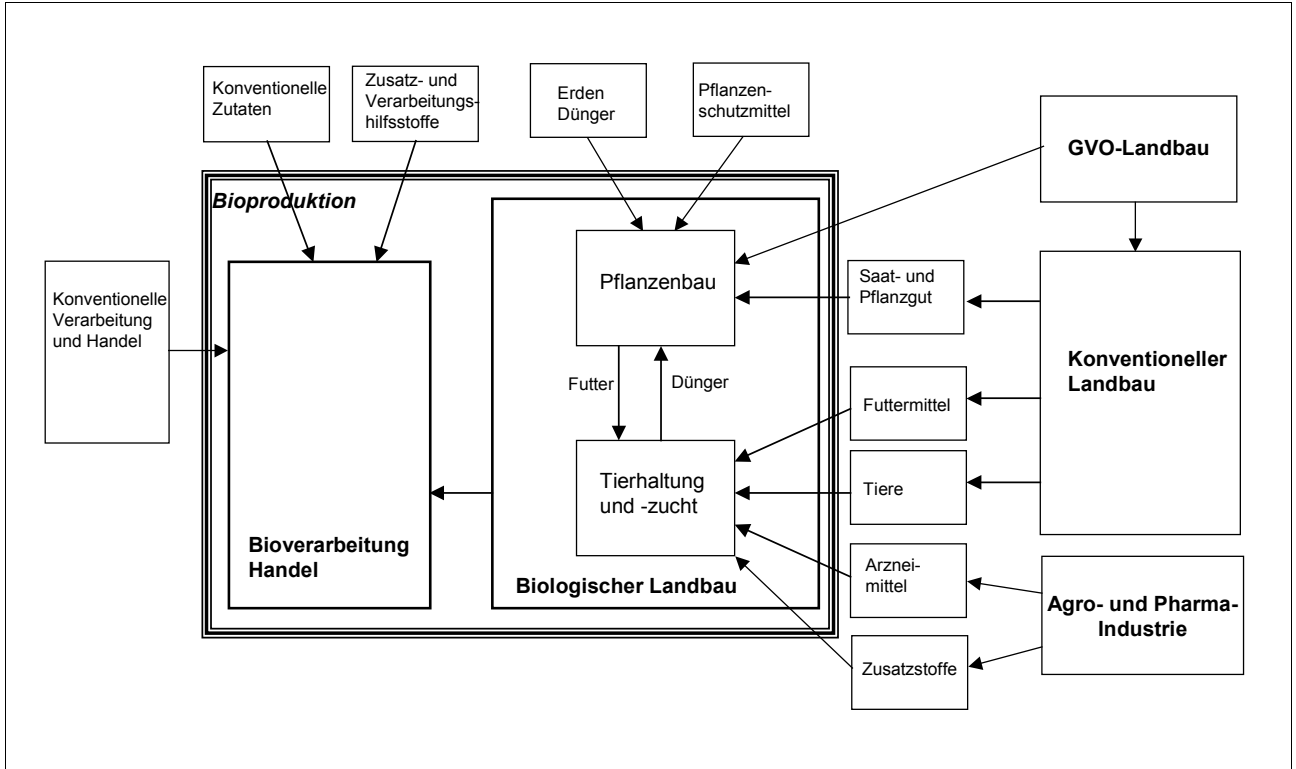 Konventionelle
Zutaten
Zusatz- und
Verarbeitungs-
hilfsstoffe
Erden
Dünger
Pflanzen-
schutzmittel
GVO-Landbau
Bioproduktion
Konventionelle
Verarbeitung
und Handel
Pflanzenbau
Saat- und
Pflanzgut
Konventioneller
Landbau
Futter
Dünger
Futtermittel
Tierhaltung
und -zucht
Tiere
Bioverarbeitung
Handel
Biologischer Landbau
Arznei-
mittel
Agro- und Pharma-
Industrie
Zusatzstoffe